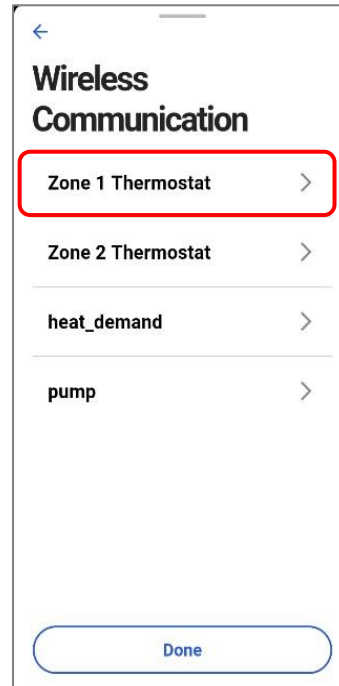 Wireless
Communication
Zone 1 Thermostat
Zone 2 Thermostat
heat_demand
pump
Done